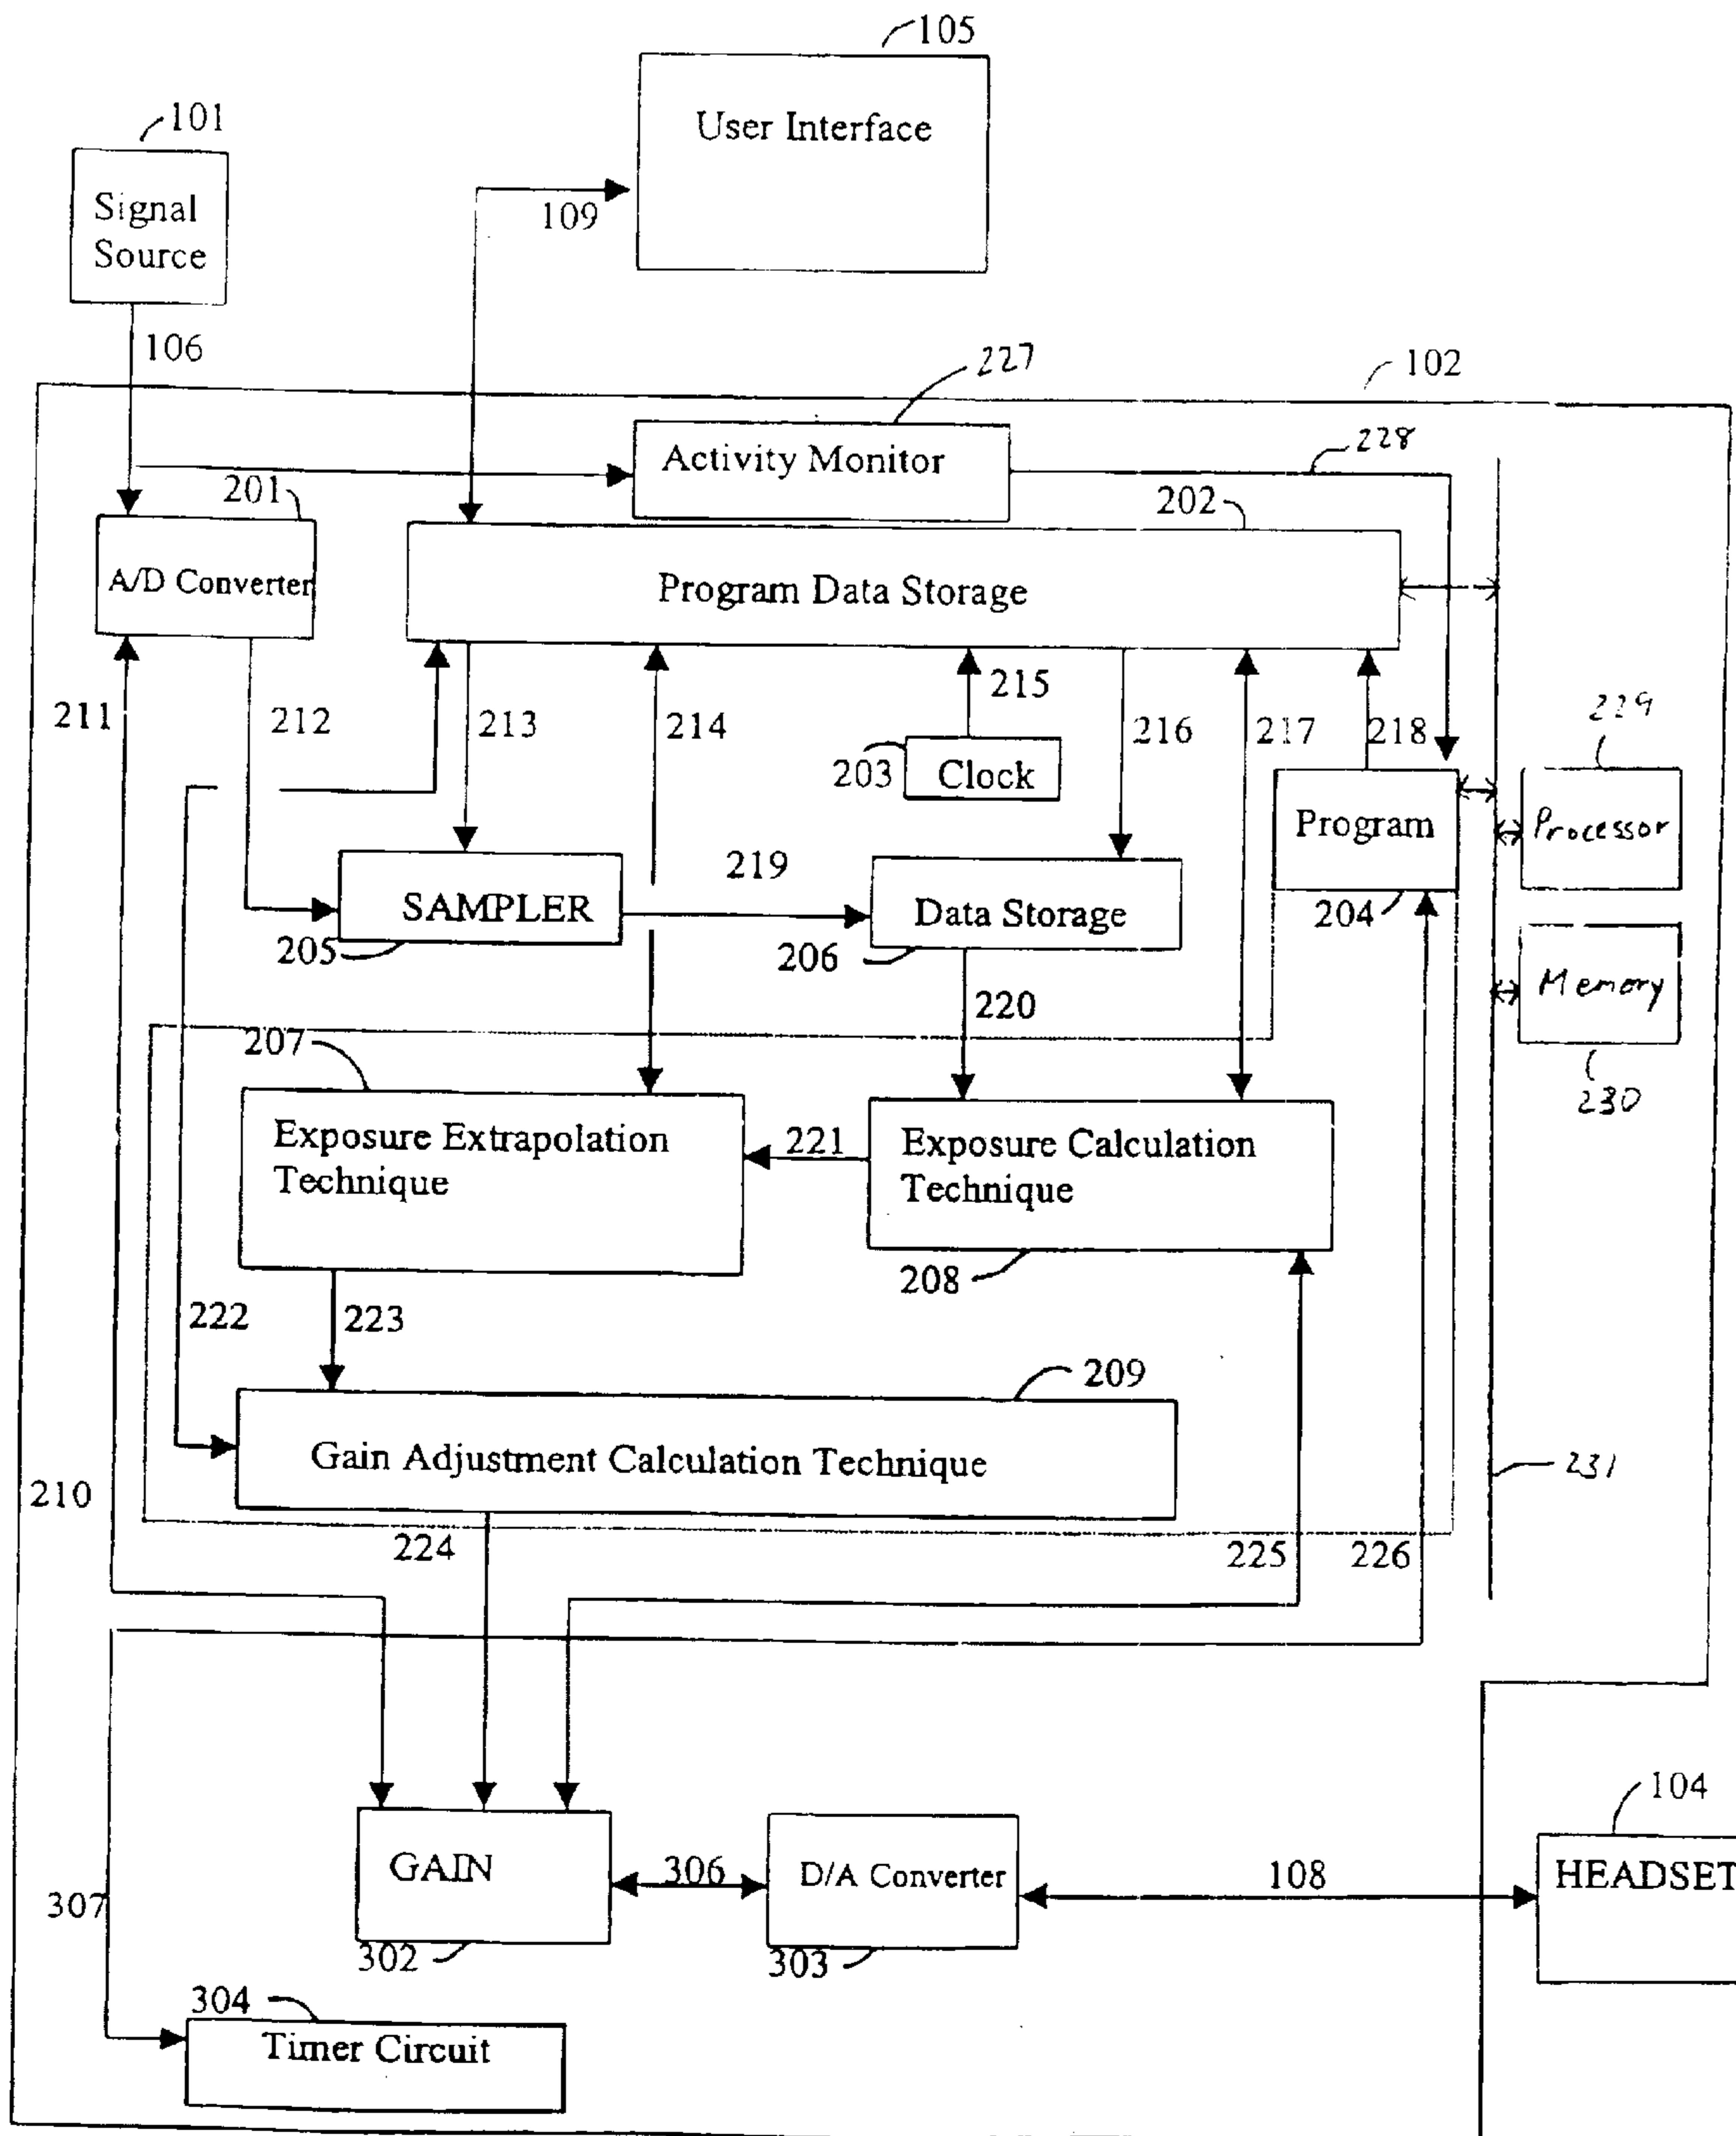 105
User Interface
101
Signal
Source
109
106
227
102
Activity Monitor
228
201
202
A/D Converter
Program Data Storage
211
212
213
214
215
216
217
218
229
203
Clock
Program
Processor
219
SAMPLER
Data Storage
204
205
206
Memory
220
207
230
Exposure Extrapolation
Technique
221
Exposure Calculation
Technique
208
222
223
209
Gain Adjustment Calculation Technique
231
210
224
225
226
104
GAIN
306
D/A Converter
108
HEADSET
307
302
303
304
Timer Circuit